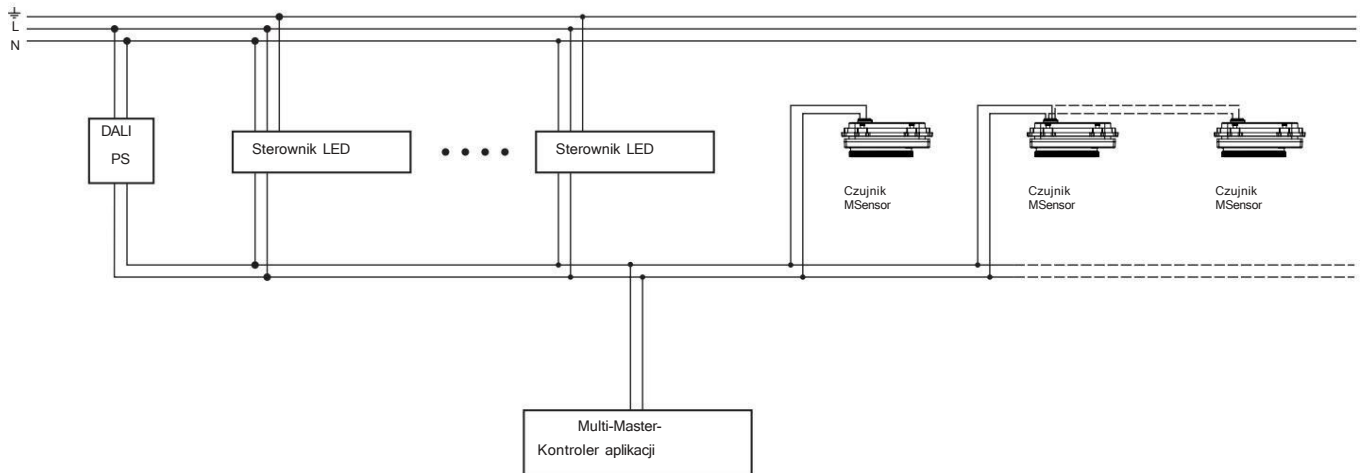 L
N
DALI
PS
Sterownik LED
Sterownik LED
Czujnik
MSensor
Czujnik
MSensor
Czujnik
MSensor
Multi-Master-
Kontroler aplikacji